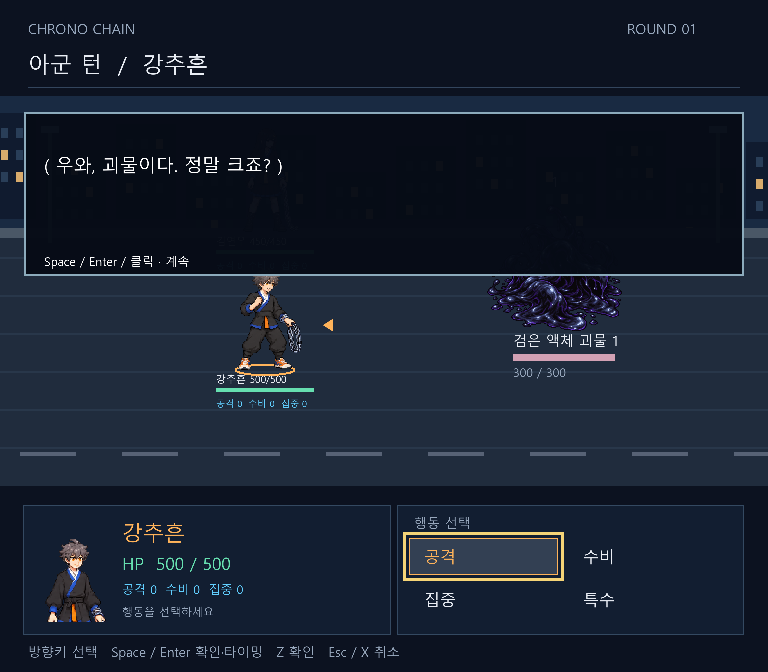 CHRONO CHAIN
ROUND 01
아군 턴 / 강추흔
( 우와, 괴물이다. 정말 크죠? )
Space / Enter / 클릭 · 계속
검은 액체 괴물 1
300 / 300
강추흔 500/500
공격 0 수비 0 집중 0
강추흔
HP 500 / 500
공격 0 수비 0 집중 0
행동을 선택하세요
행동 선택
공격
수비
집중
특수
방향키 선택 Space / Enter 확인·타이밍 Z 확인 Esc / X 취소